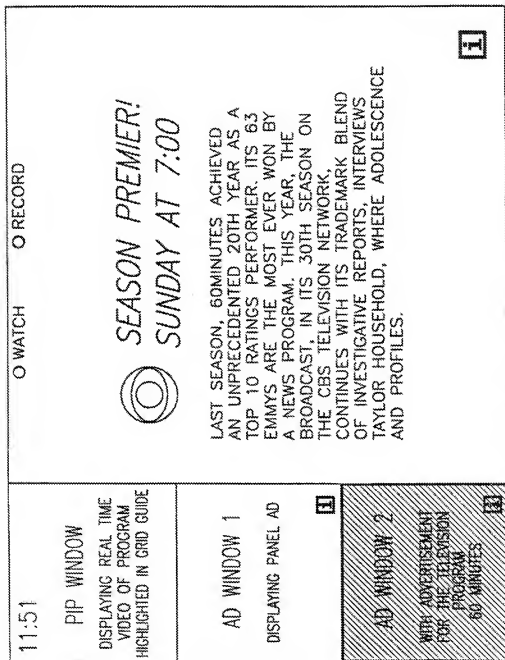 11:51
PIP WINDOW
DISPLAYING REAL TIME
VIDEO OF PROGRAM
HIGHLIGHTED IN GRID GUIDE
AD WINDOW 1
DISPLAYING PANEL AD
i
AD WINDOW 2
WITH ADVERTISEMENT
FOR THE TELEVISION
PROGRAM
60 MINUTES
i
O WATCH O RECORD
SEASON PREMIER!
SUNDAY AT 7:00
LAST SEASON, 60MINUTES ACHIEVED
AN UNPRECEDENTED 20TH YEAR AS A
TOP 10 RATINGS PERFORMER. ITS 63
EMMYS ARE THE MOST EVER WON BY
A NEWS PROGRAM. THIS YEAR, THE
BROADCAST, IN ITS 30TH SEASON ON
THE CBS TELEVISION NETWORK,
CONTINUES WITH ITS TRADEMARK BLEND
OF INVESTIGATIVE REPORTS, INTERVIEWS
TAYLOR HOUSEHOLD, WHERE ADOLESCENCE
AND PROFILES.
i